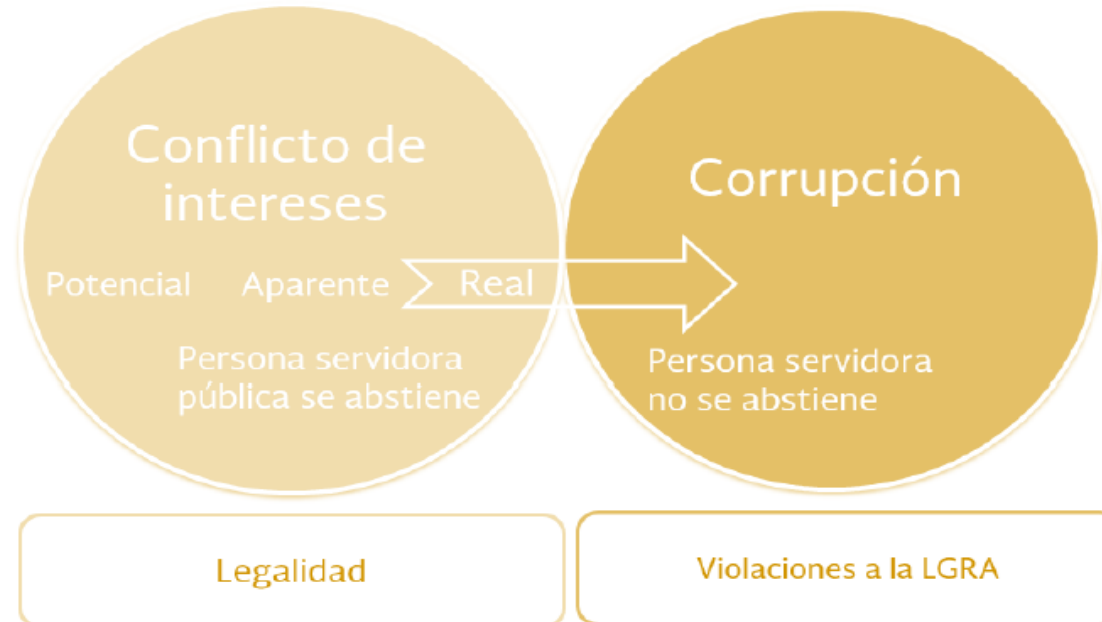 Conflicto de
intereses
Potencial Aparente Real
Persona servidora
pública se abstiene
Corrupción
Persona servidora
no se abstiene
Legalidad
Violaciones a la LGRA